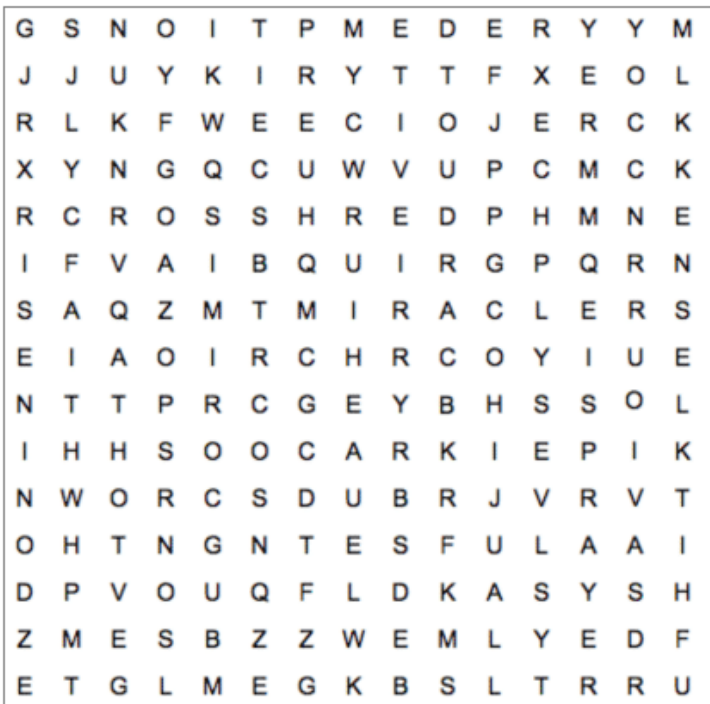 G S N O I T P M E D E R Y Y M
J J U Y K I R Y T T F X E O L
R L K F W E E C I O J E R C K
X Y N G Q C U W V U P C M C K
R C R O S S H R E D P H M N E
I F V A I B Q U I R G P Q R N
S A Q Z M T M I R A C L E R S
E I A O I R C H R C O Y I U E
N T T P R C G E Y B H S S O L
I H H S O O C A R K I E P I K
N W O R C S D U B R J V R V T
O H T N G N T E S F U L A A I
D P V O U Q F L D K A S Y S H
Z M E S B Z Z W E M L Y E D F
E T G L M E G K B S L T R R U